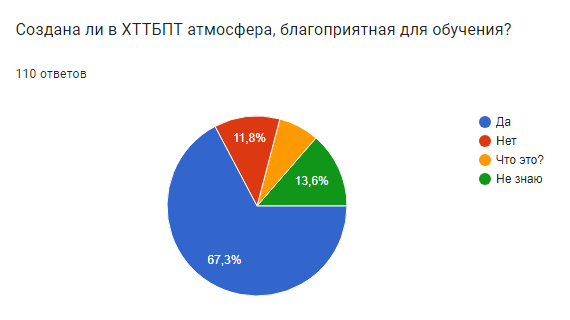 Создана ли в ХТТБПТ атмосфера, благоприятная для обучения?
110 ответов
Да
Нет
Что это?
Не знаю
11,8%
13,6%
67,3%